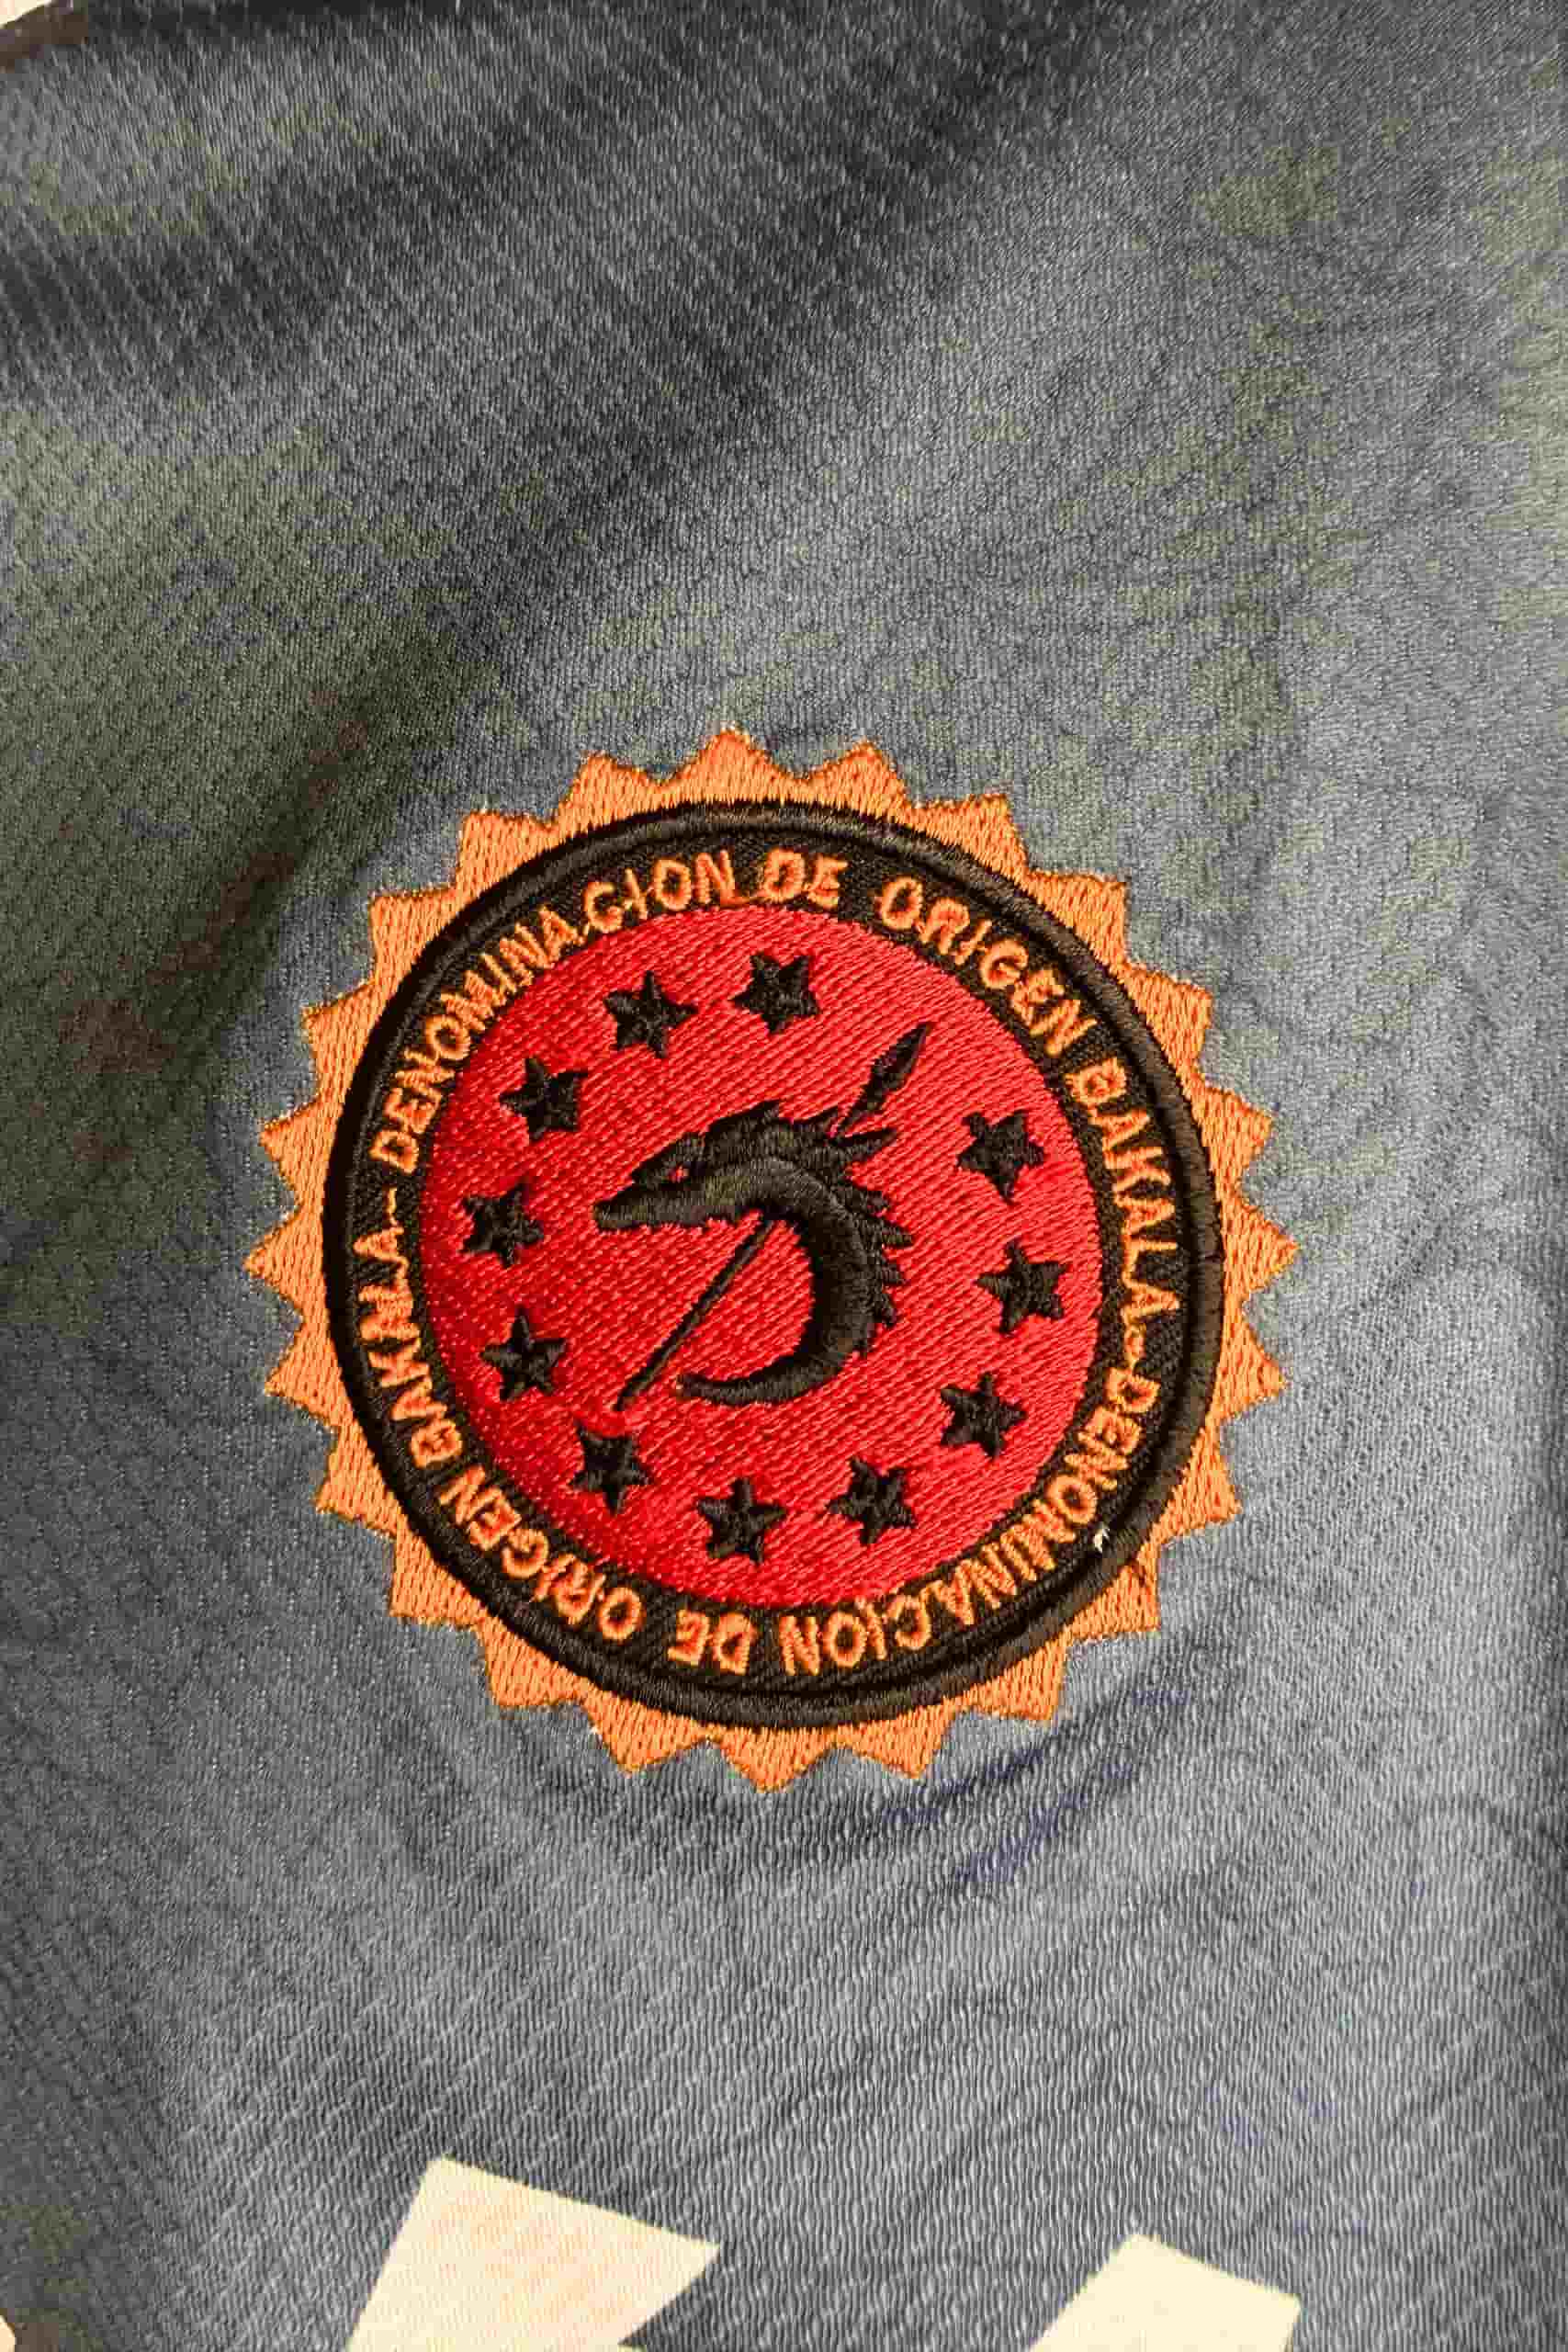 DENOMINACION DE ORIGEN BAKALA-DENOMINACION DE ORIGEN BAKALA-